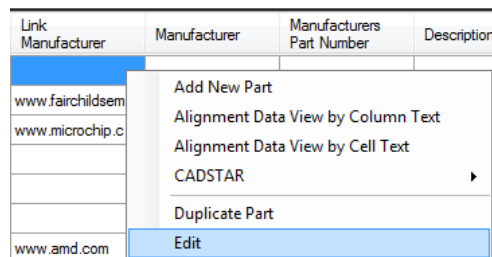 Link Manufacturer Manufacturer Manufacturers Part Number Description
Add New Part
www.fairchildsem
Alignment Data View by Column Text
www.microchip.c
Alignment Data View by Cell Text
CADSTAR
Duplicate Part
www.amd.com
Edit